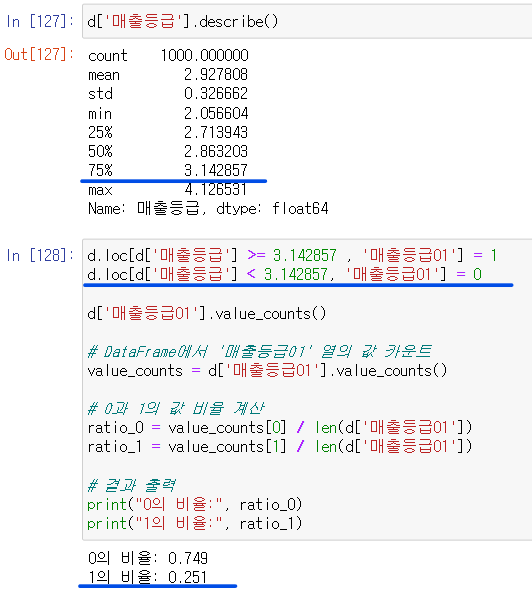 In [127]: d['매출등급'].describe()
Out[127]: count    1000.000000
mean        2.927808
std         0.326662
min         2.056604
25%         2.713943
50%         2.863203
75%         3.142857
max         4.126531
Name: 매출등급, dtype: float64
In [128]: d.loc[d['매출등급'] >= 3.142857 , '매출등급01'] = 1
d.loc[d['매출등급'] < 3.142857, '매출등급01'] = 0
d['매출등급01'].value_counts()
# DataFrame에서 '매출등급01' 열의 값 카운트
value_counts = d['매출등급01'].value_counts()
# 0과 1의 값 비율 계산
ratio_0 = value_counts[0] / len(d['매출등급01'])
ratio_1 = value_counts[1] / len(d['매출등급01'])
# 결과 출력
print("0의 비율:", ratio_0)
print("1의 비율:", ratio_1)
0의 비율: 0.749
1의 비율: 0.251